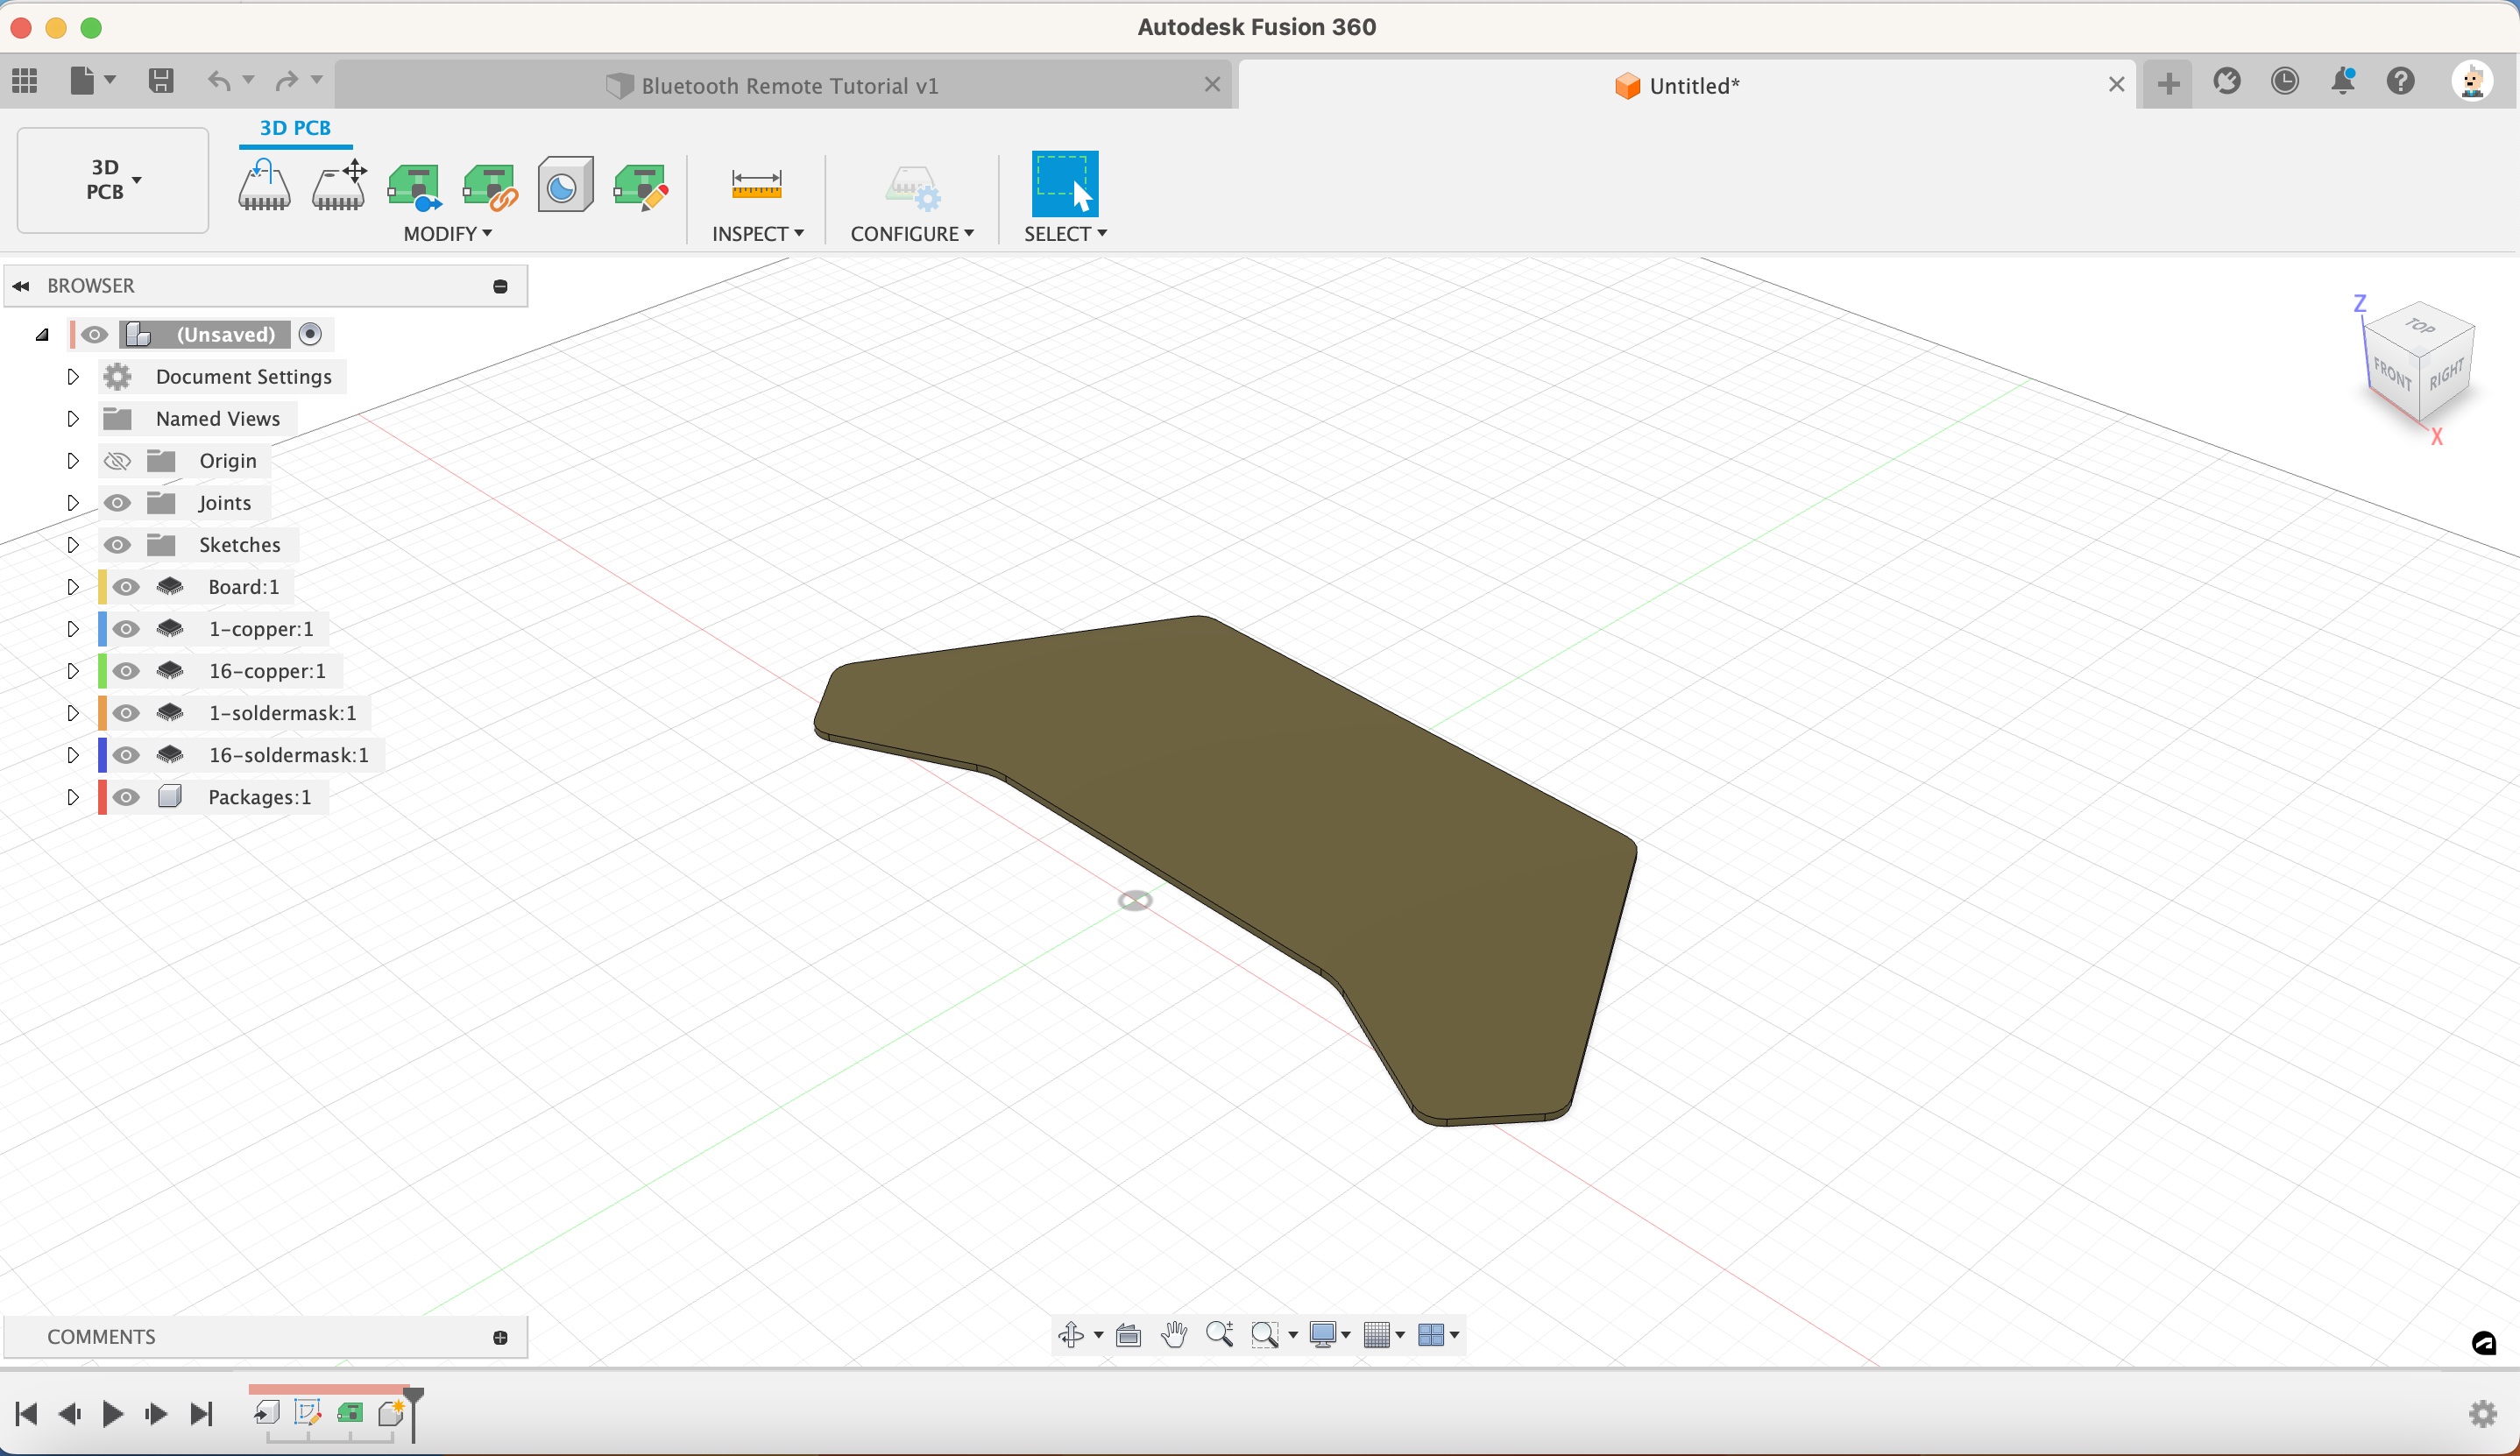 Autodesk Fusion 360
Bluetooth Remote Tutorial v1
Untitled*
3D PCB
3D
PCB
MODIFY
INSPECT
CONFIGURE
SELECT
BROWSER
(Unsaved)
Document Settings
Named Views
Origin
Joints
Sketches
Board:1
1-copper:1
16-copper:1
1-soldermask:1
16-soldermask:1
Packages:1
Z
TOP
FRONT
RIGHT
X
COMMENTS